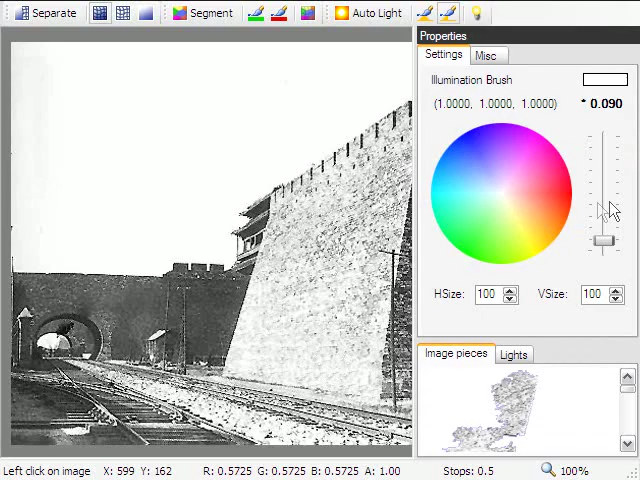 Separate Segment Auto Light
Properties
Settings Misc
Illumination Brush
(1.0000, 1.0000, 1.0000) * 0.090
HSize: 100 VSize: 100
Image pieces Lights
Left click on image X: 599 Y: 162 R: 0.5725 G: 0.5725 B: 0.5725 A: 1.00 Stops: 0.5 100%